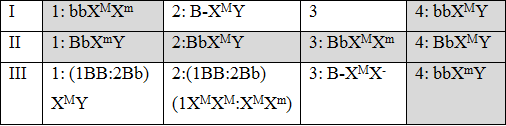 I 1: bbXᴹXᵐ 2: B-XᴹY 3 4: bbXᴹY
II 1: BbXᵐY 2:BbXᴹY 3: BbXᴹXᵐ 4: BbXᴹY
III 1: (1BB:2Bb) 2:(1BB:2Bb) 3: B-XᴹX- 4: bbXᵐY
XᴹY (1XᴹXᴹ:XᴹXᵐ)